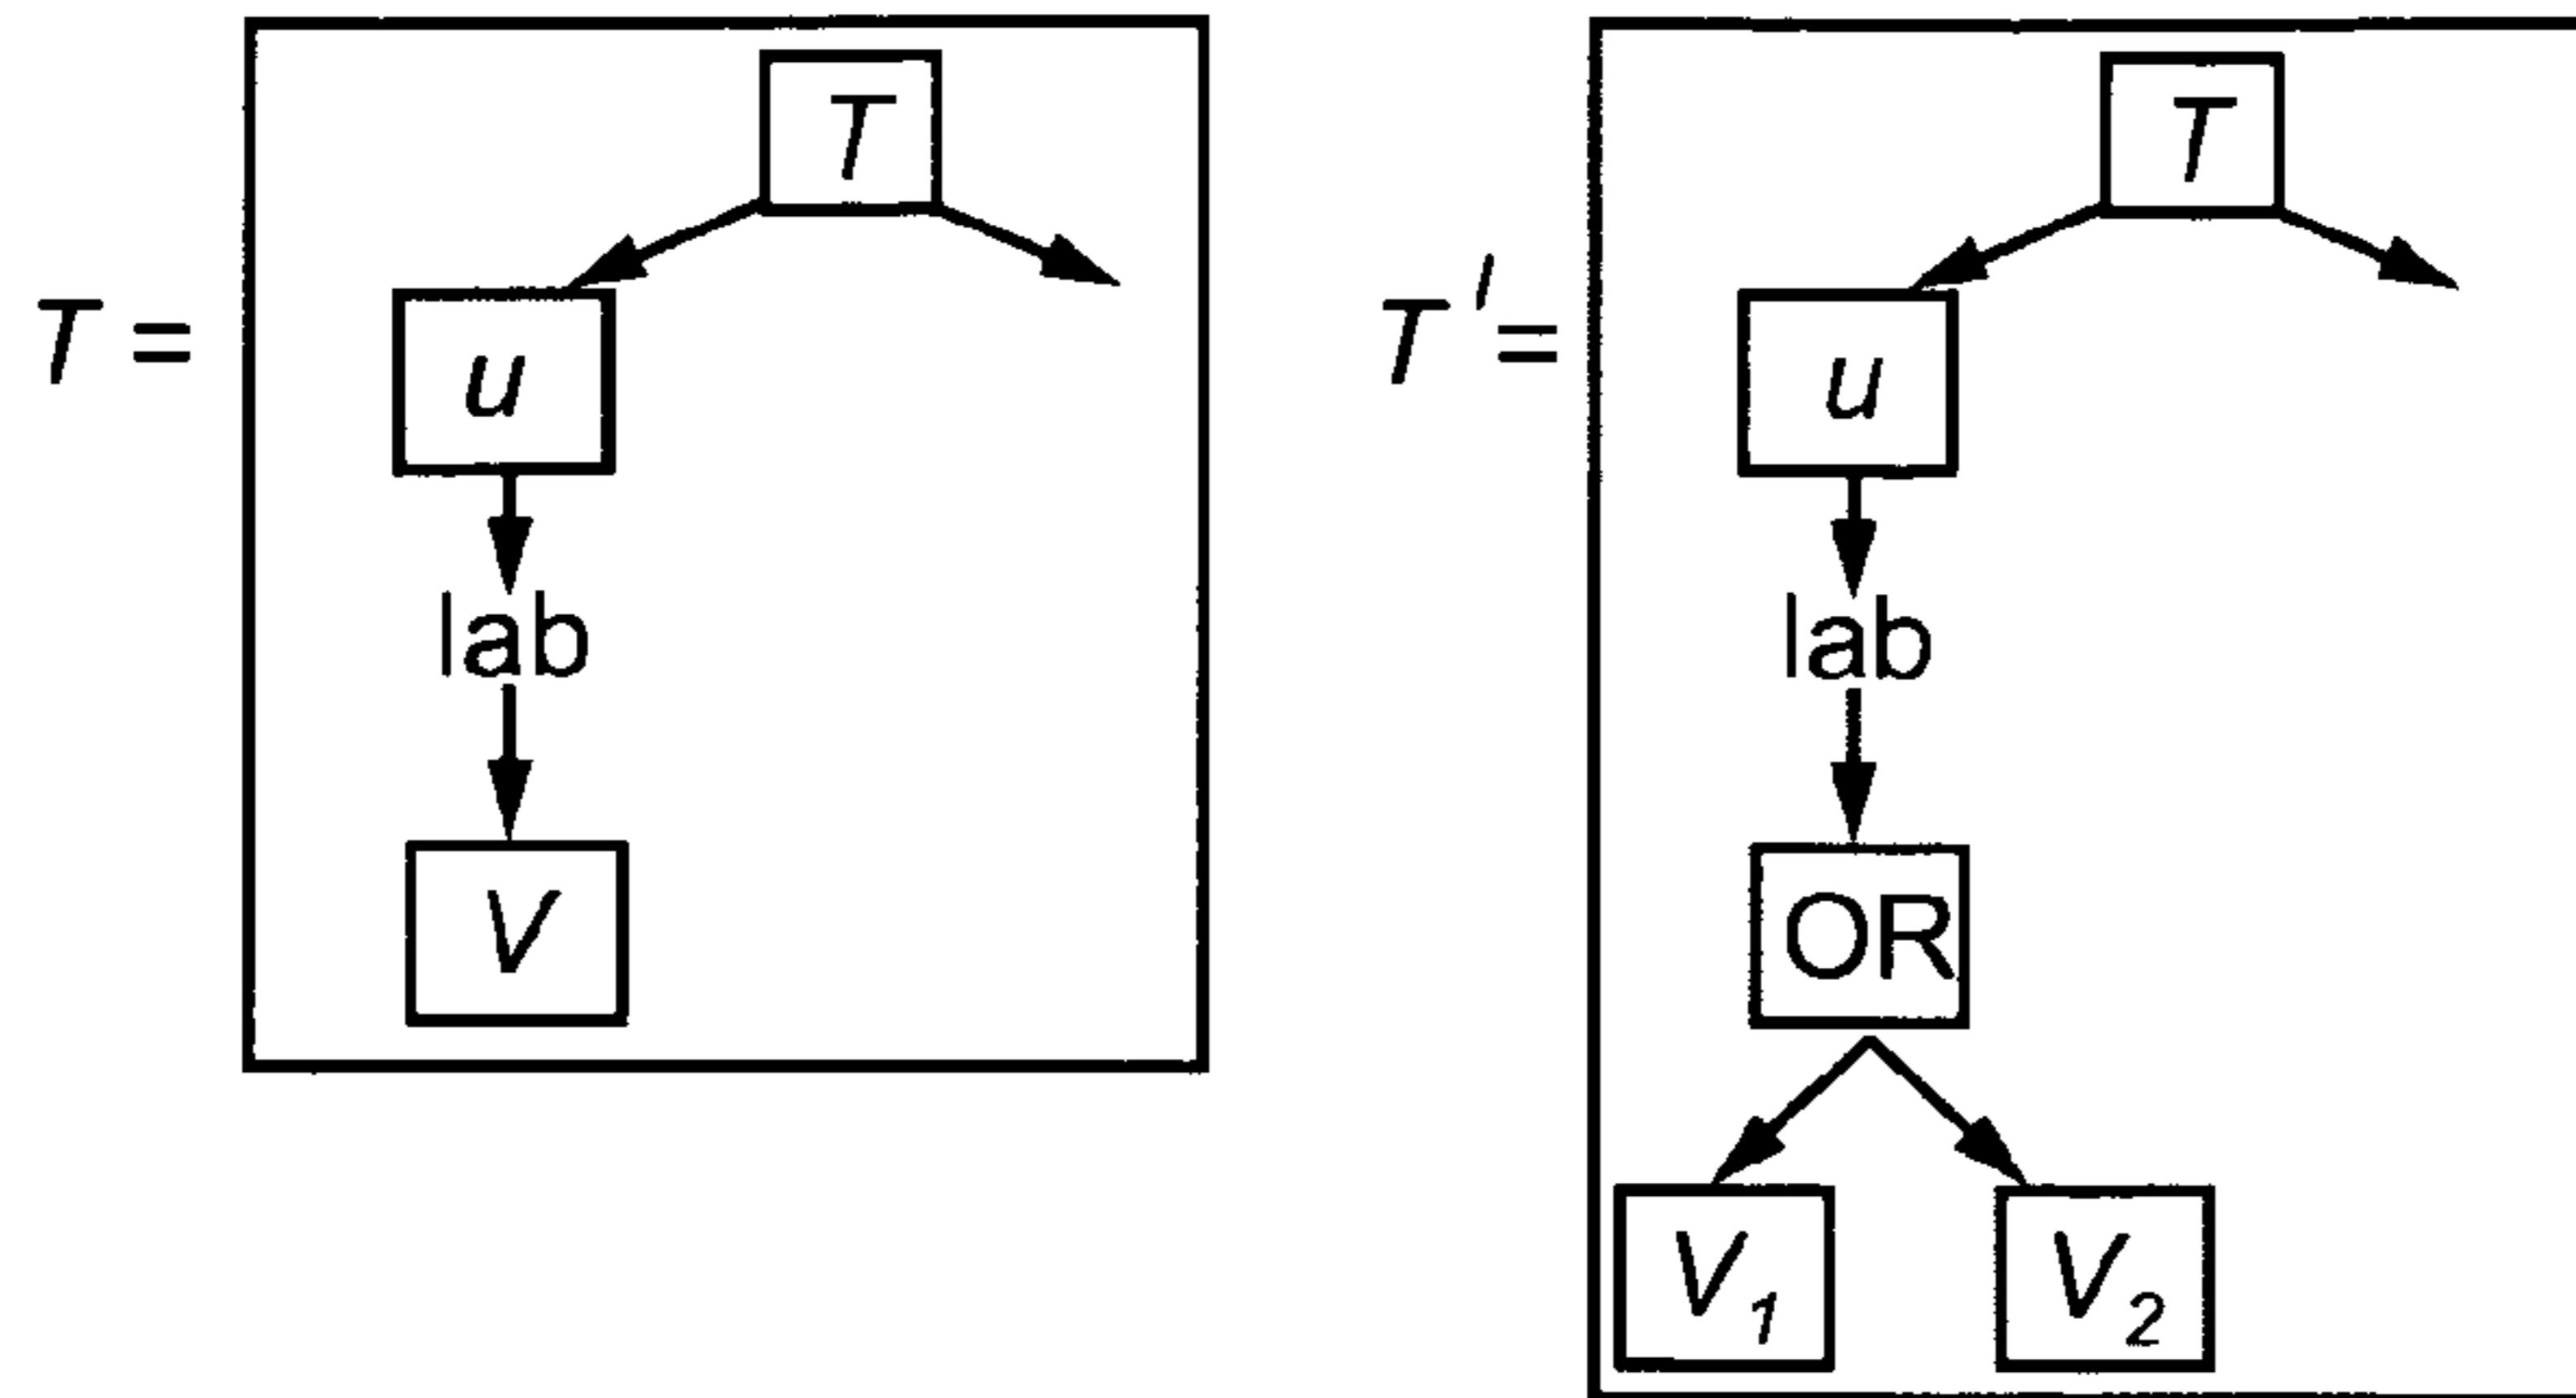 T
T
T =
T' =
u
u
lab
lab
V
OR
V1
V2